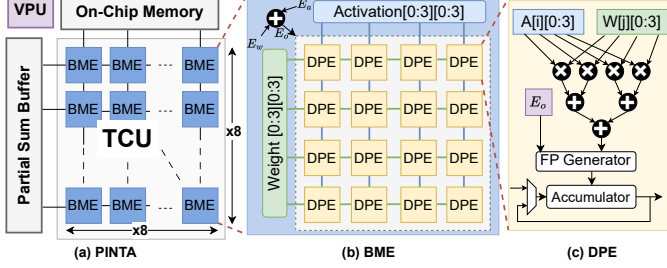 VPU
On-Chip Memory
Partial Sum Buffer
BME BME --- BME
BME BME --- BME
TCU
x8
BME BME --- BME
x8
(a) PINTA
E_a
E_w
E_o
Activation[0:3][0:3]
Weight [0:3][0:3]
DPE DPE DPE DPE
DPE DPE DPE DPE
DPE DPE DPE DPE
DPE DPE DPE DPE
(b) BME
A[i][0:3]
W[j][0:3]
E_o
FP Generator
Accumulator
(c) DPE